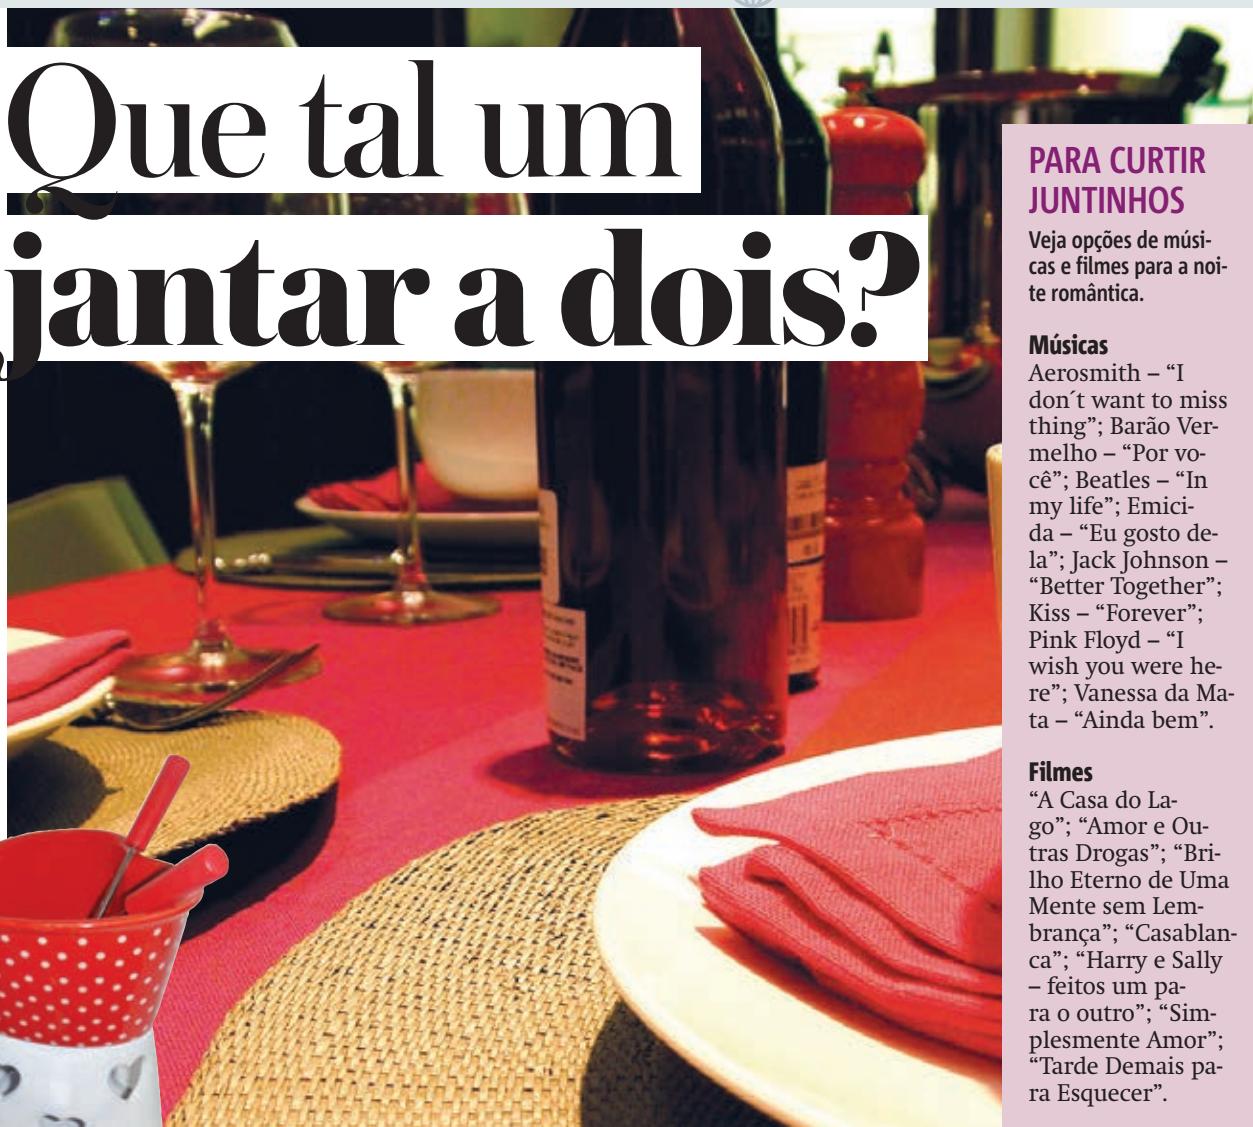 Que tal um
jantar a dois?
PARA CURTIR
JUNTINHOS
Veja opções de músi-
cas e filmes para a noi-
te romântica.
Músicas
Aerosmith – “I
don´t want to miss
thing”; Barão Ver-
melho – “Por vo-
cê”; Beatles – “In
my life”; Emici-
da – “Eu gosto de-
la”; Jack Johnson –
“Better Together”;
Kiss – “Forever”;
Pink Floyd – “I
wish you were he-
re”; Vanessa da Ma-
ta – “Ainda bem”.
Filmes
“A Casa do La-
go”; “Amor e Ou-
tras Drogas”; “Bri-
lho Eterno de Uma
Mente sem Lem-
brança”; “Casablan-
ca”; “Harry e Sally
– feitos um pa-
ra o outro”; “Sim-
plesmente Amor”;
“Tarde Demais pa-
ra Esquecer”.